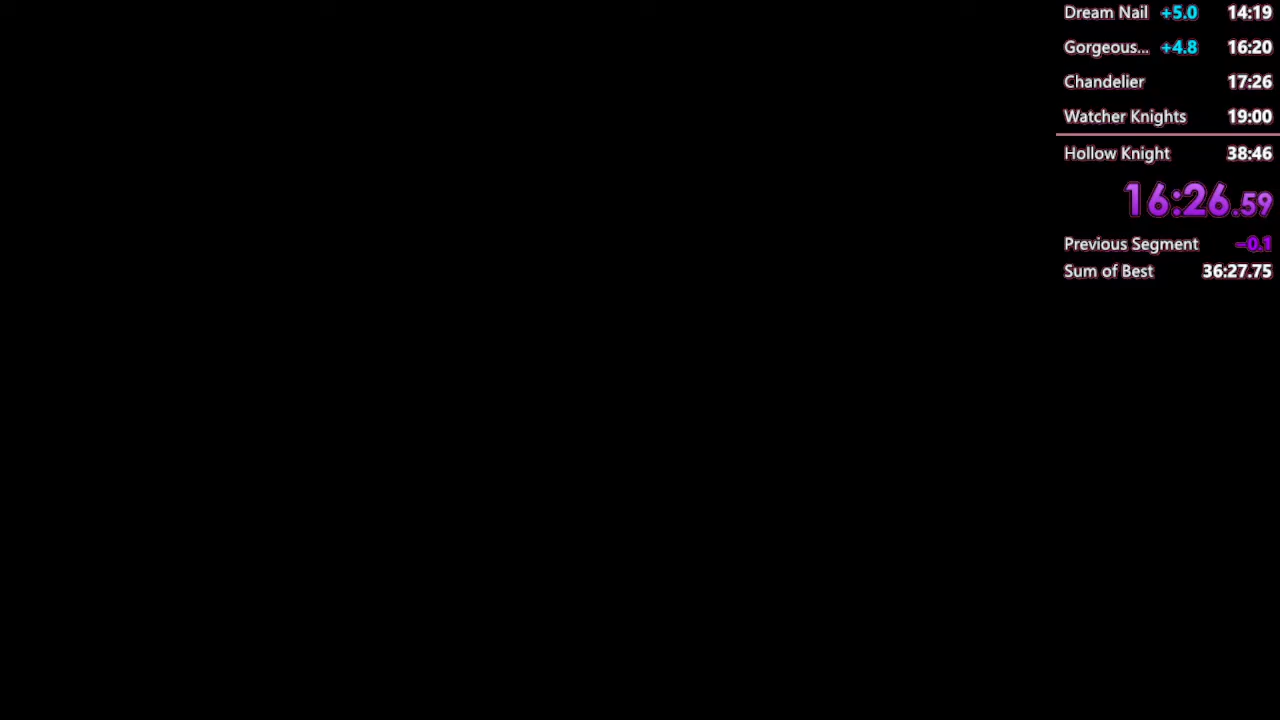 Dream Nail +5.0 14:19
Gorgeous... +4.8 16:20
Chandelier 17:26
Watcher Knights 19:00
Hollow Knight 38:46
16:26.59
Previous Segment −0.1
Sum of Best 36:27.75